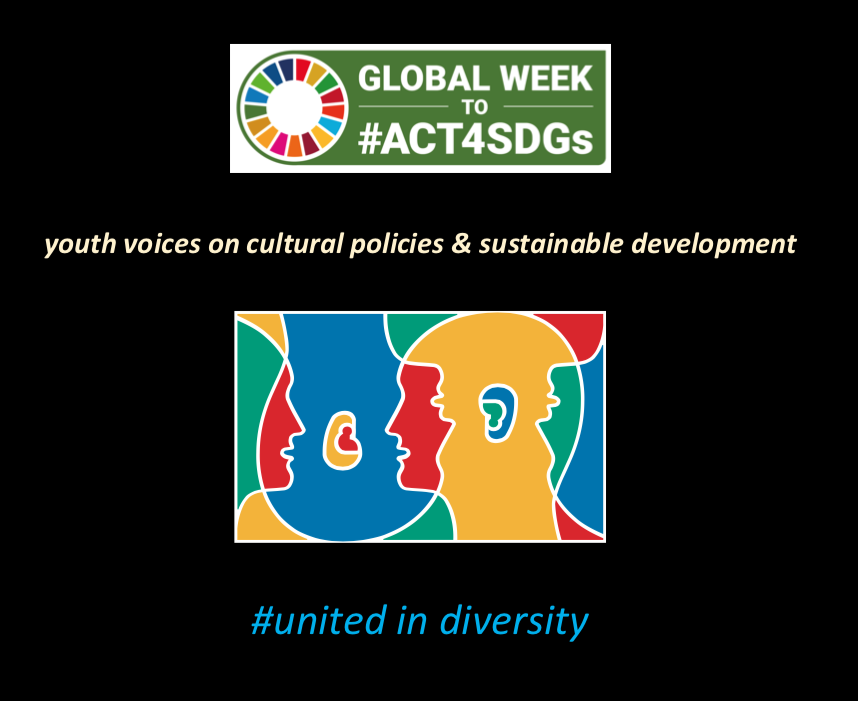 GLOBAL WEEK
TO
#ACT4SDGs
youth voices on cultural policies & sustainable development
#united in diversity